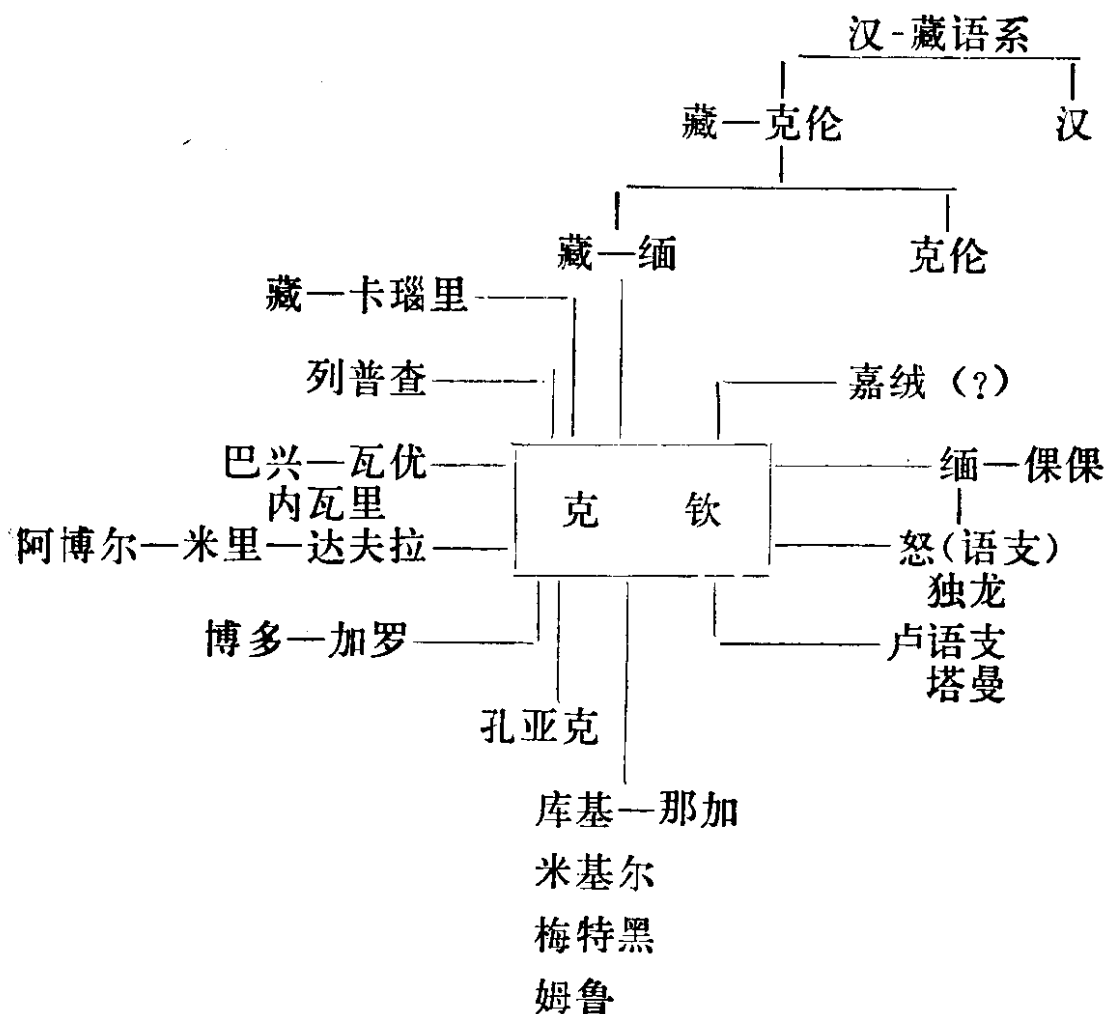 汉-藏语系
藏—克伦 汉
藏—缅 克伦
藏—卡瑙里
列普查 嘉绒（?）
巴兴—瓦优 缅—倮倮
内瓦里 克 钦
阿博尔—米里—达夫拉 怒(语支)
独龙
博多—加罗 卢语支
塔曼
孔亚克
库基—那加
米基尔
梅特黑
姆鲁